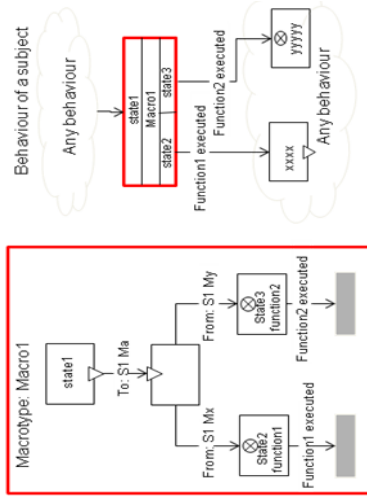 Macrotype: Macro1
state1
To: S1 Ma
From: S1 Mx
From: S1 My
State2
function1
State3
function2
Function1 executed
Function2 executed
Behaviour of a subject
Any behaviour
state1
Macro1
state2
state3
Function1 executed
Function2 executed
xxxx
yyyyy
Any behaviour